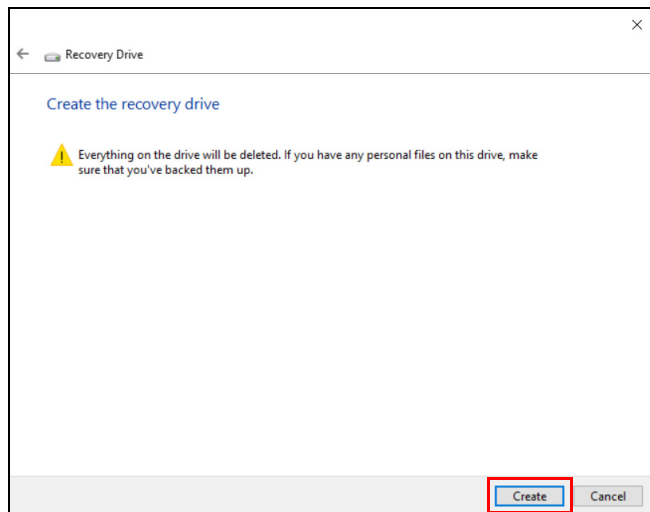 Recovery Drive
Create the recovery drive
Everything on the drive will be deleted. If you have any personal files on this drive, make
sure that you've backed them up.
Create
Cancel